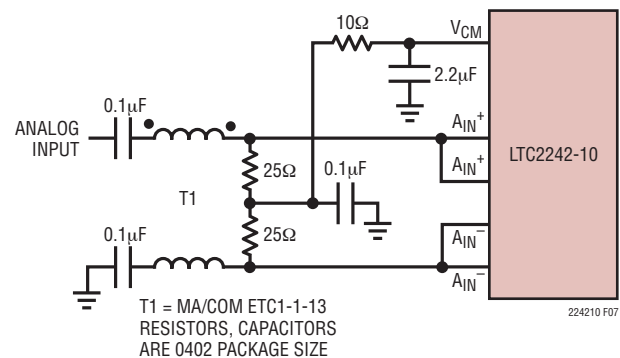 10Ω
VCM
2.2µF
0.1µF
ANALOG
INPUT
AIN+
LTC2242-10
AIN+
25Ω
0.1µF
T1
25Ω
0.1µF
AIN−
AIN−
T1 = MA/COM ETC1-1-13
RESISTORS, CAPACITORS
ARE 0402 PACKAGE SIZE
224210 F07